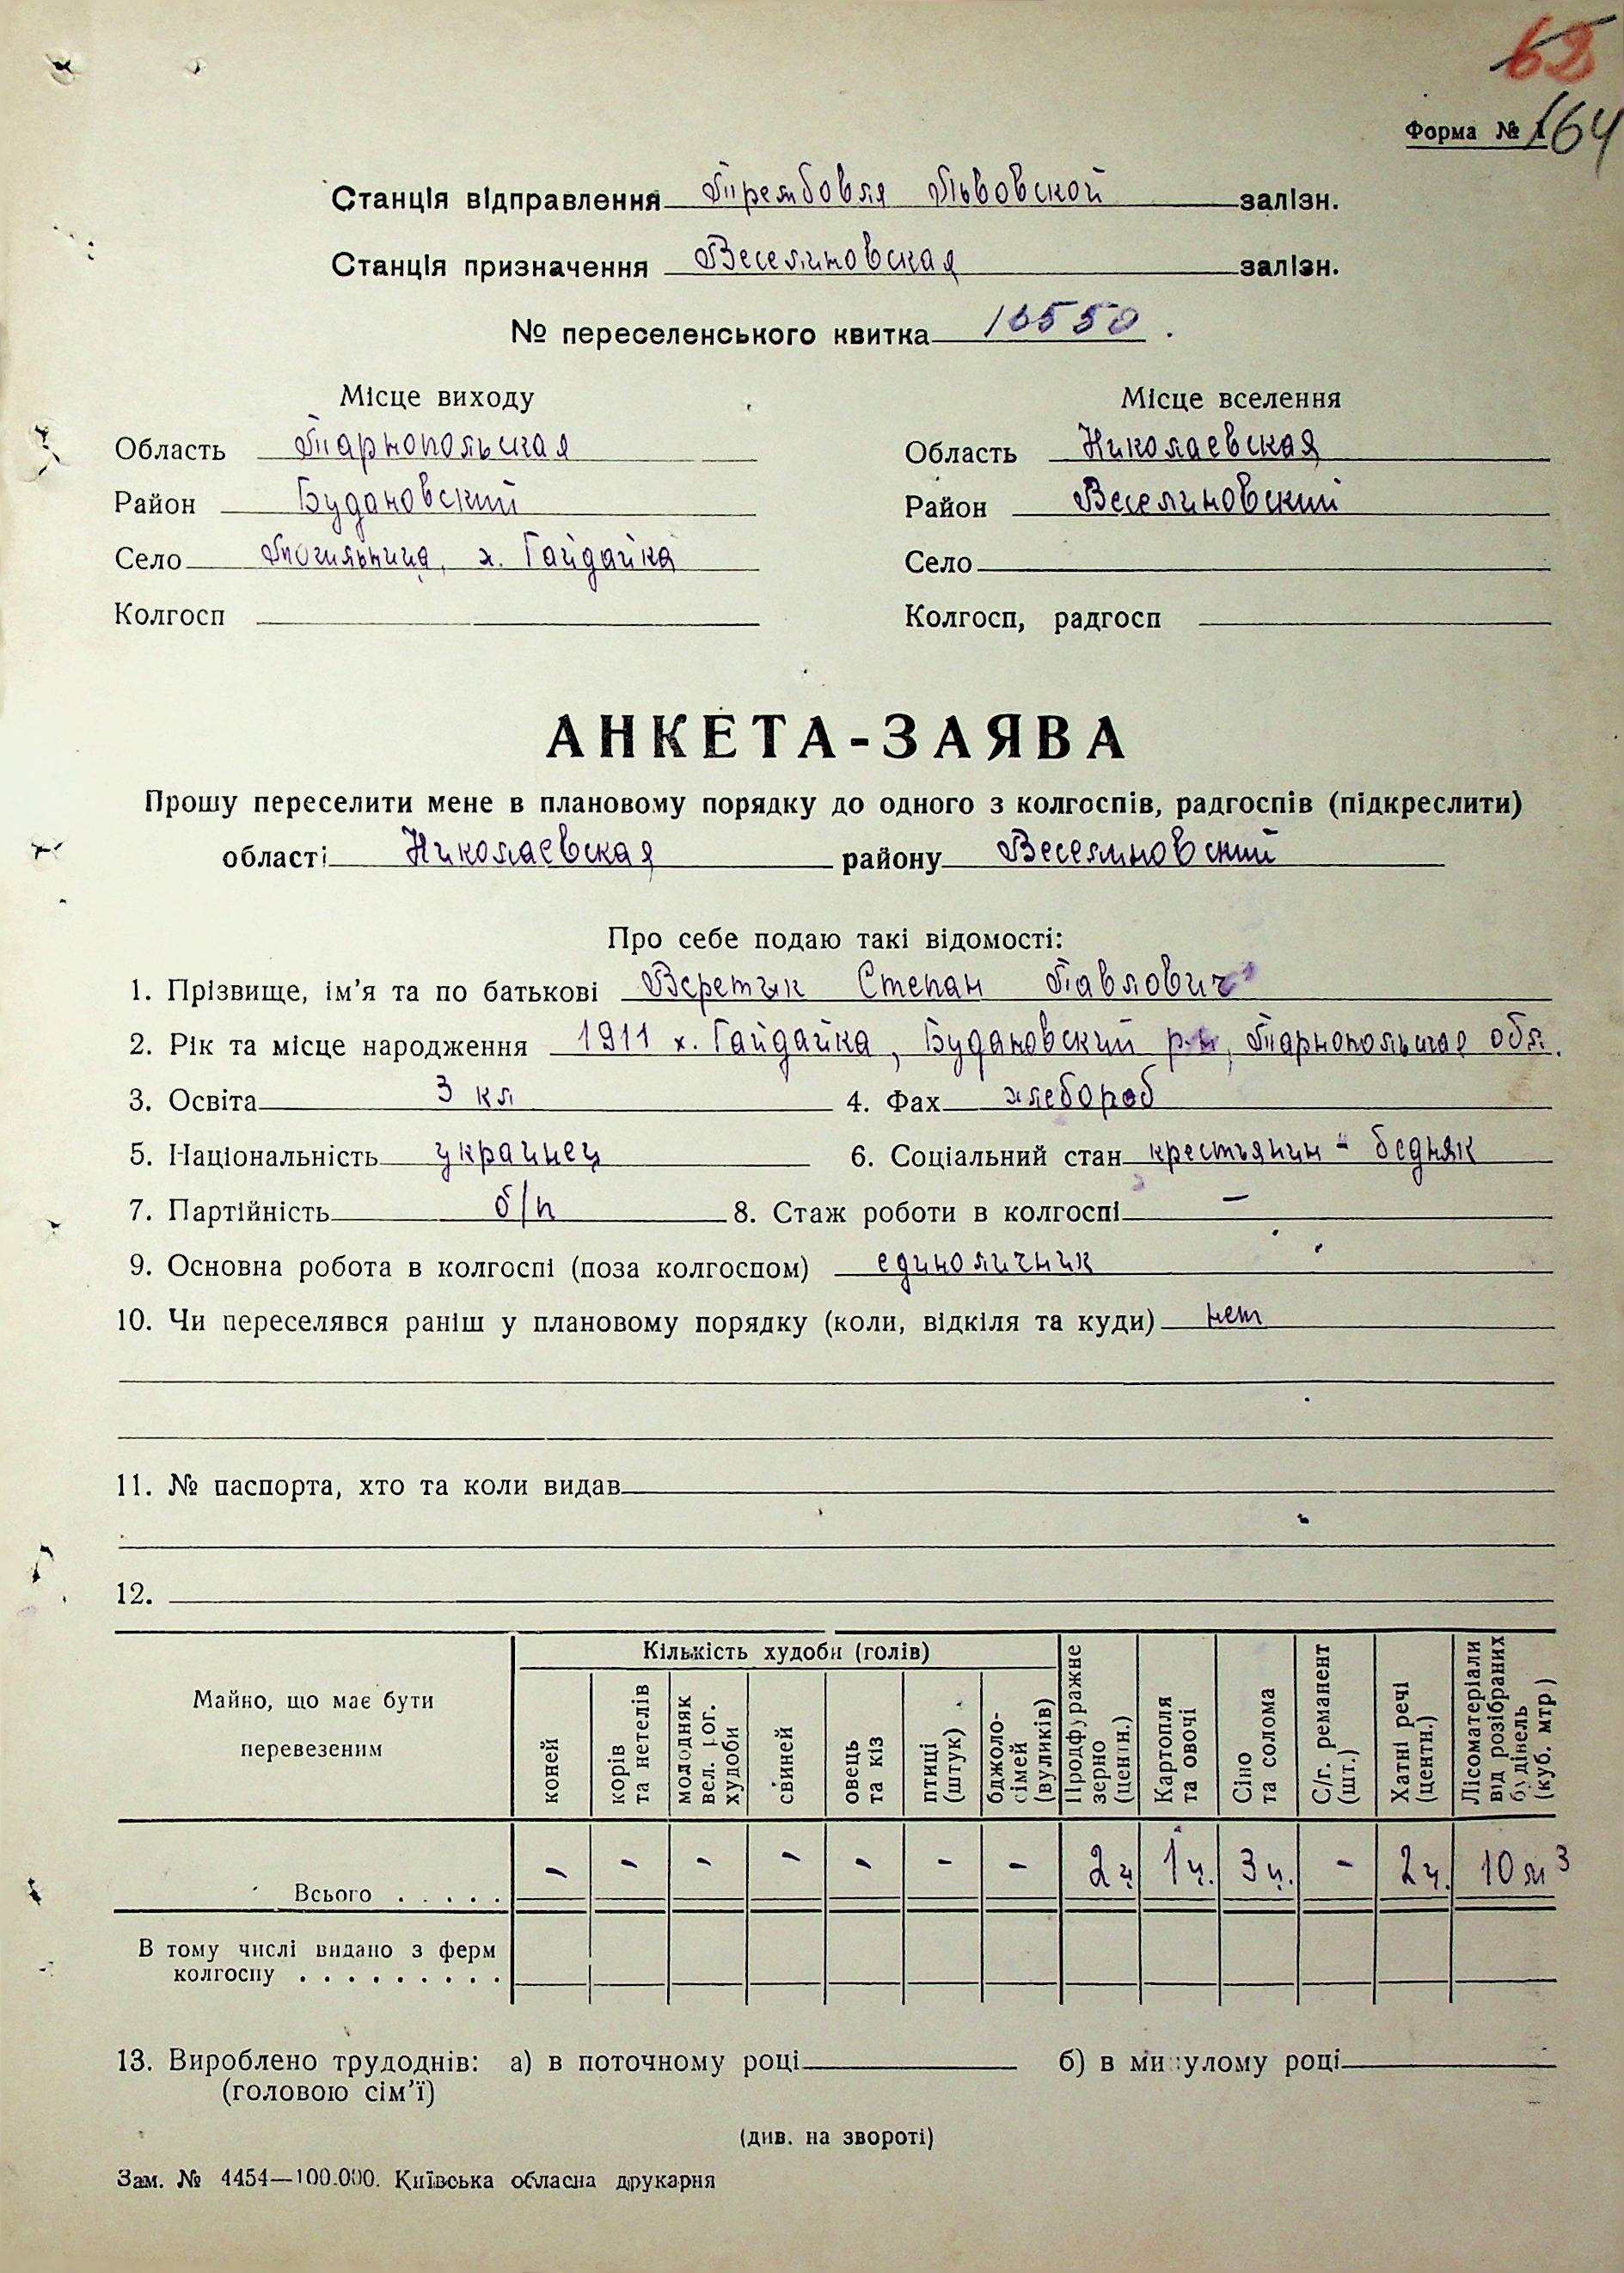 62
Форма № 1
164
Станція відправлення Трембовля Львовской залізн.
Станція призначення Веселиновская залізн.
№ переселенського квитка 16550.
Місце виходу
Місце вселення
Область Тарнопольская
Область Николаевская
Район Будановский
Район Веселиновский
Село х. Гайдайка
Село
Колгосп
Колгосп, радгосп
АНКЕТА-ЗАЯВА
Прошу переселити мене в плановому порядку до одного з колгоспів, радгоспів (підкреслити)
області Николаевская району Веселиновский
Про себе подаю такі відомості:
1. Прізвище, ім'я та по батькові Веретик Степан Павлович
2. Рік та місце народження 1911 х. Гайдайка, Будановский р-н, Тарнопольская обл.
3. Освіта 3 кл 4. Фах хлебороб
5. Національність украинец 6. Соціальний стан крестьянин - бедняк
7. Партійність б/п 8. Стаж роботи в колгоспі —
9. Основна робота в колгоспі (поза колгоспом) единоличник
10. Чи переселявся раніш у плановому порядку (коли, відкіля та куди) нет
11. № паспорта, хто та коли видав
12.
Майно, що має бути перевезеним
Кількість худоби (голів)
коней
корів та нетелів
молодняк вел. рог. худоби
свиней
овець та кіз
птиці (штук)
бджоло-сімей (вуликів)
Продфуражне зерно (центн.)
Картопля та овочі
Сіно та солома
С/г. реманент (шт.)
Хатні речі (центн.)
Лісоматеріали від розібраних будівель (куб. мтр)
Всього . . . . . - - - - - - - 2 ц 1 ц. 3 ц. - 2 ц. 10 м³
В тому числі видано з ферм
колгоспу . . . . . . . . .
13. Вироблено трудоднів: а) в поточному році б) в минулому році
(головою сім'ї)
(див. на звороті)
Зам. № 4454—100.000. Київська обласна друкарня